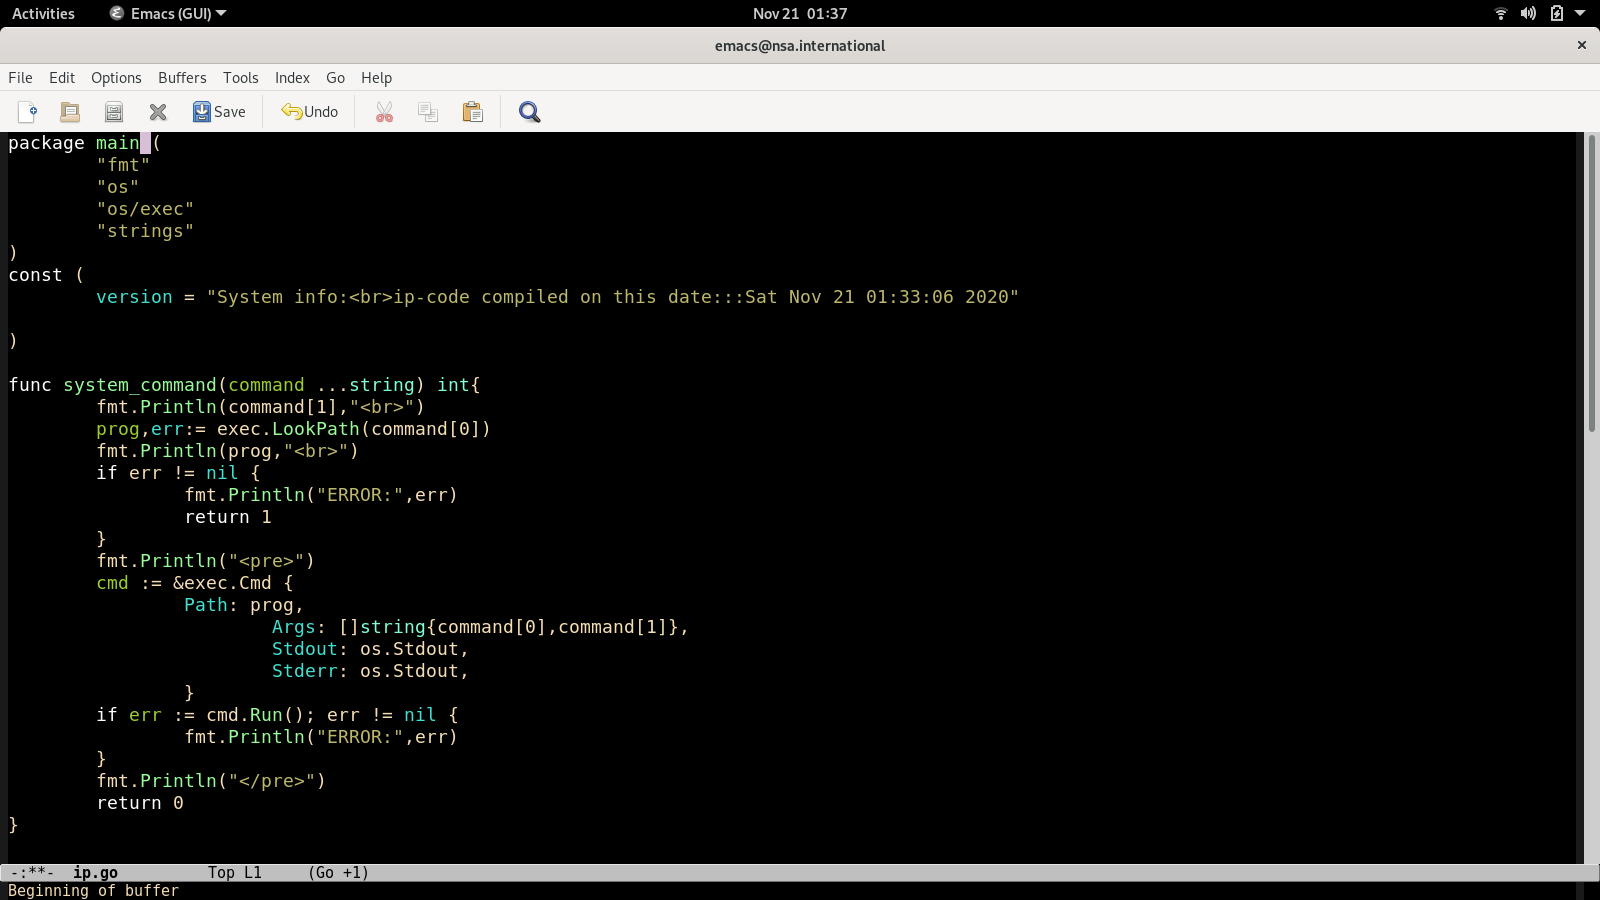 Activities Emacs (GUI) Nov 21 01:37
emacs@nsa.international
File Edit Options Buffers Tools Index Go Help
Save Undo
package main (
        "fmt"
        "os"
        "os/exec"
        "strings"
)
const (
        version = "System info:<br>ip-code compiled on this date:::Sat Nov 21 01:33:06 2020"
)
func system_command(command ...string) int{
        fmt.Println(command[1],"<br>")
        prog,err:= exec.LookPath(command[0])
        fmt.Println(prog,"<br>")
        if err != nil {
                fmt.Println("ERROR:",err)
                return 1
        }
        fmt.Println("<pre>")
        cmd := &exec.Cmd {
                Path: prog,
                        Args: []string{command[0],command[1]},
                        Stdout: os.Stdout,
                        Stderr: os.Stdout,
                }
        if err := cmd.Run(); err != nil {
                fmt.Println("ERROR:",err)
        }
        fmt.Println("</pre>")
        return 0
}
-:**-  ip.go        Top L1     (Go +1)
Beginning of buffer